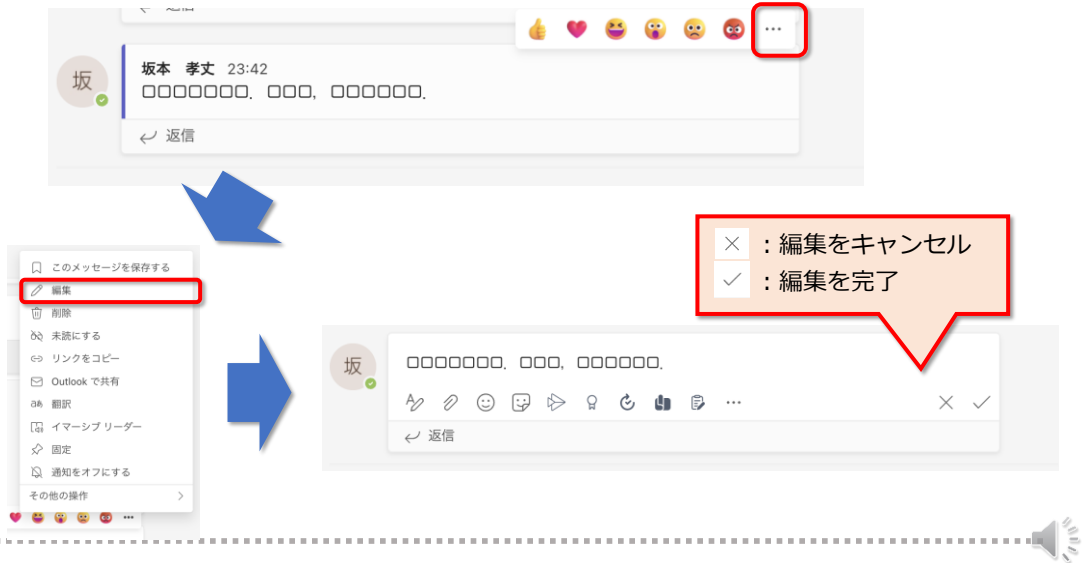 坂
坂本 孝丈 23:42
□□□□□□□．□□□，□□□□□□．
返信
このメッセージを保存する
編集
削除
未読にする
リンクをコピー
Outlook で共有
翻訳
イマーシブ リーダー
固定
通知をオフにする
その他の操作
：編集をキャンセル
：編集を完了
坂
□□□□□□□．□□□，□□□□□□．
返信